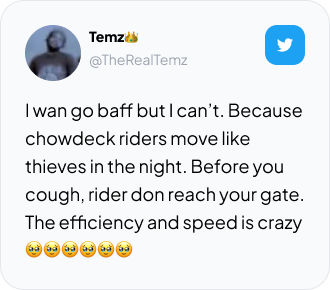 Temz👑
@TheRealTemz
I wan go baff but I can't. Because
chowdeck riders move like
thieves in the night. Before you
cough, rider don reach your gate.
The efficiency and speed is crazy
🥹🥹🥹🥹🥹🥹